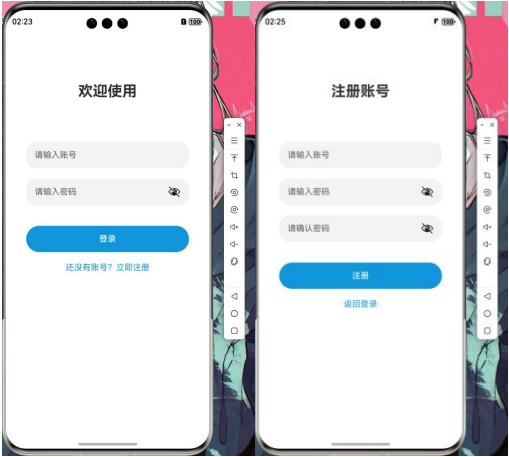 02:23
100
欢迎使用
请输入账号
请输入密码
登录
还没有账号？立即注册
02:25
100
注册账号
请输入账号
请输入密码
请确认密码
注册
返回登录